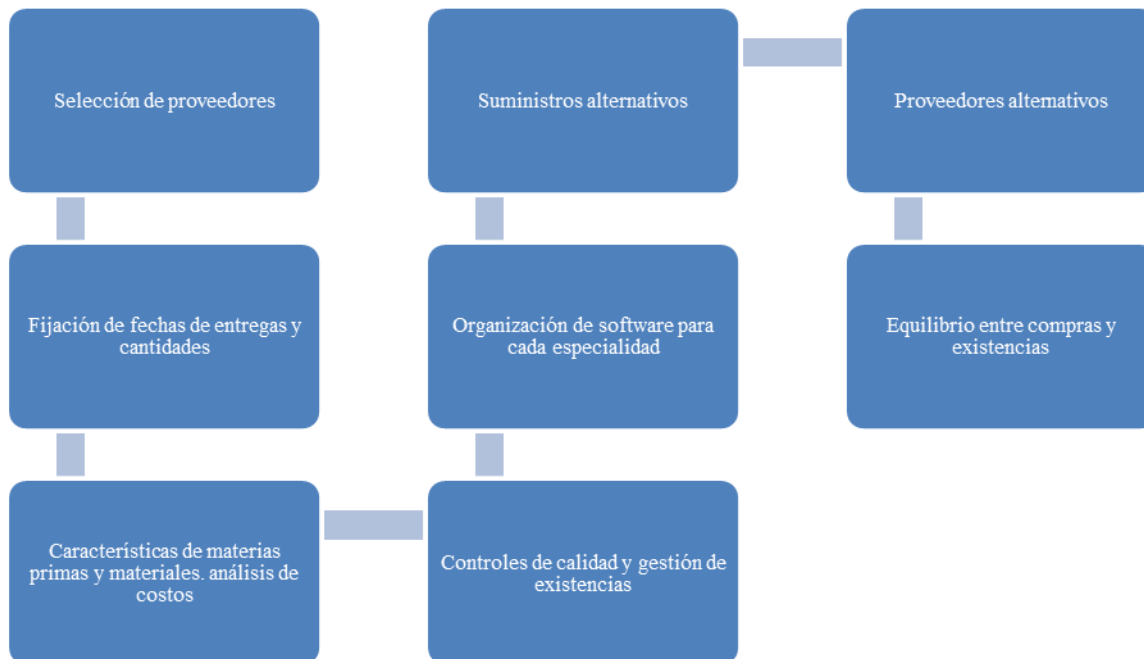 Selección de proveedores
Fijación de fechas de entregas y
cantidades
Características de materias
primas y materiales. análisis de
costos
Controles de calidad y gestión de
existencias
Organización de software para
cada especialidad
Suministros alternativos
Proveedores alternativos
Equilibrio entre compras y
existencias